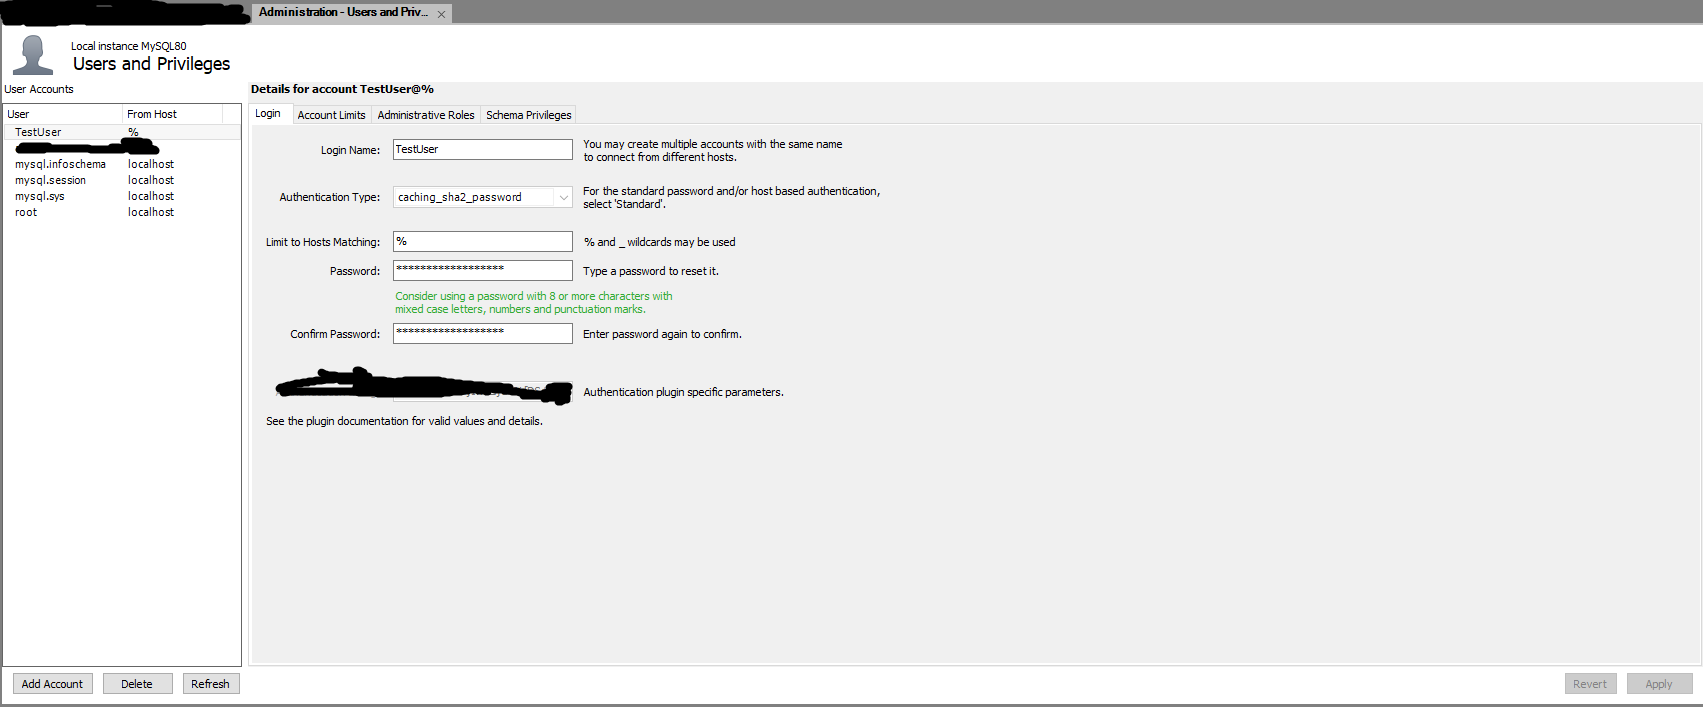 Administration - Users and Priv...
Local instance MySQL80
Users and Privileges
User Accounts
User From Host
TestUser %
mysql.infoschema localhost
mysql.session localhost
mysql.sys localhost
root localhost
Add Account Delete Refresh
Details for account TestUser@%
Login Account Limits Administrative Roles Schema Privileges
Login Name: TestUser You may create multiple accounts with the same name
to connect from different hosts.
Authentication Type: caching_sha2_password For the standard password and/or host based authentication,
select 'Standard'.
Limit to Hosts Matching: % % and _ wildcards may be used
Password: ****************** Type a password to reset it.
Consider using a password with 8 or more characters with
mixed case letters, numbers and punctuation marks.
Confirm Password: ****************** Enter password again to confirm.
Authentication plugin specific parameters.
See the plugin documentation for valid values and details.
Revert Apply